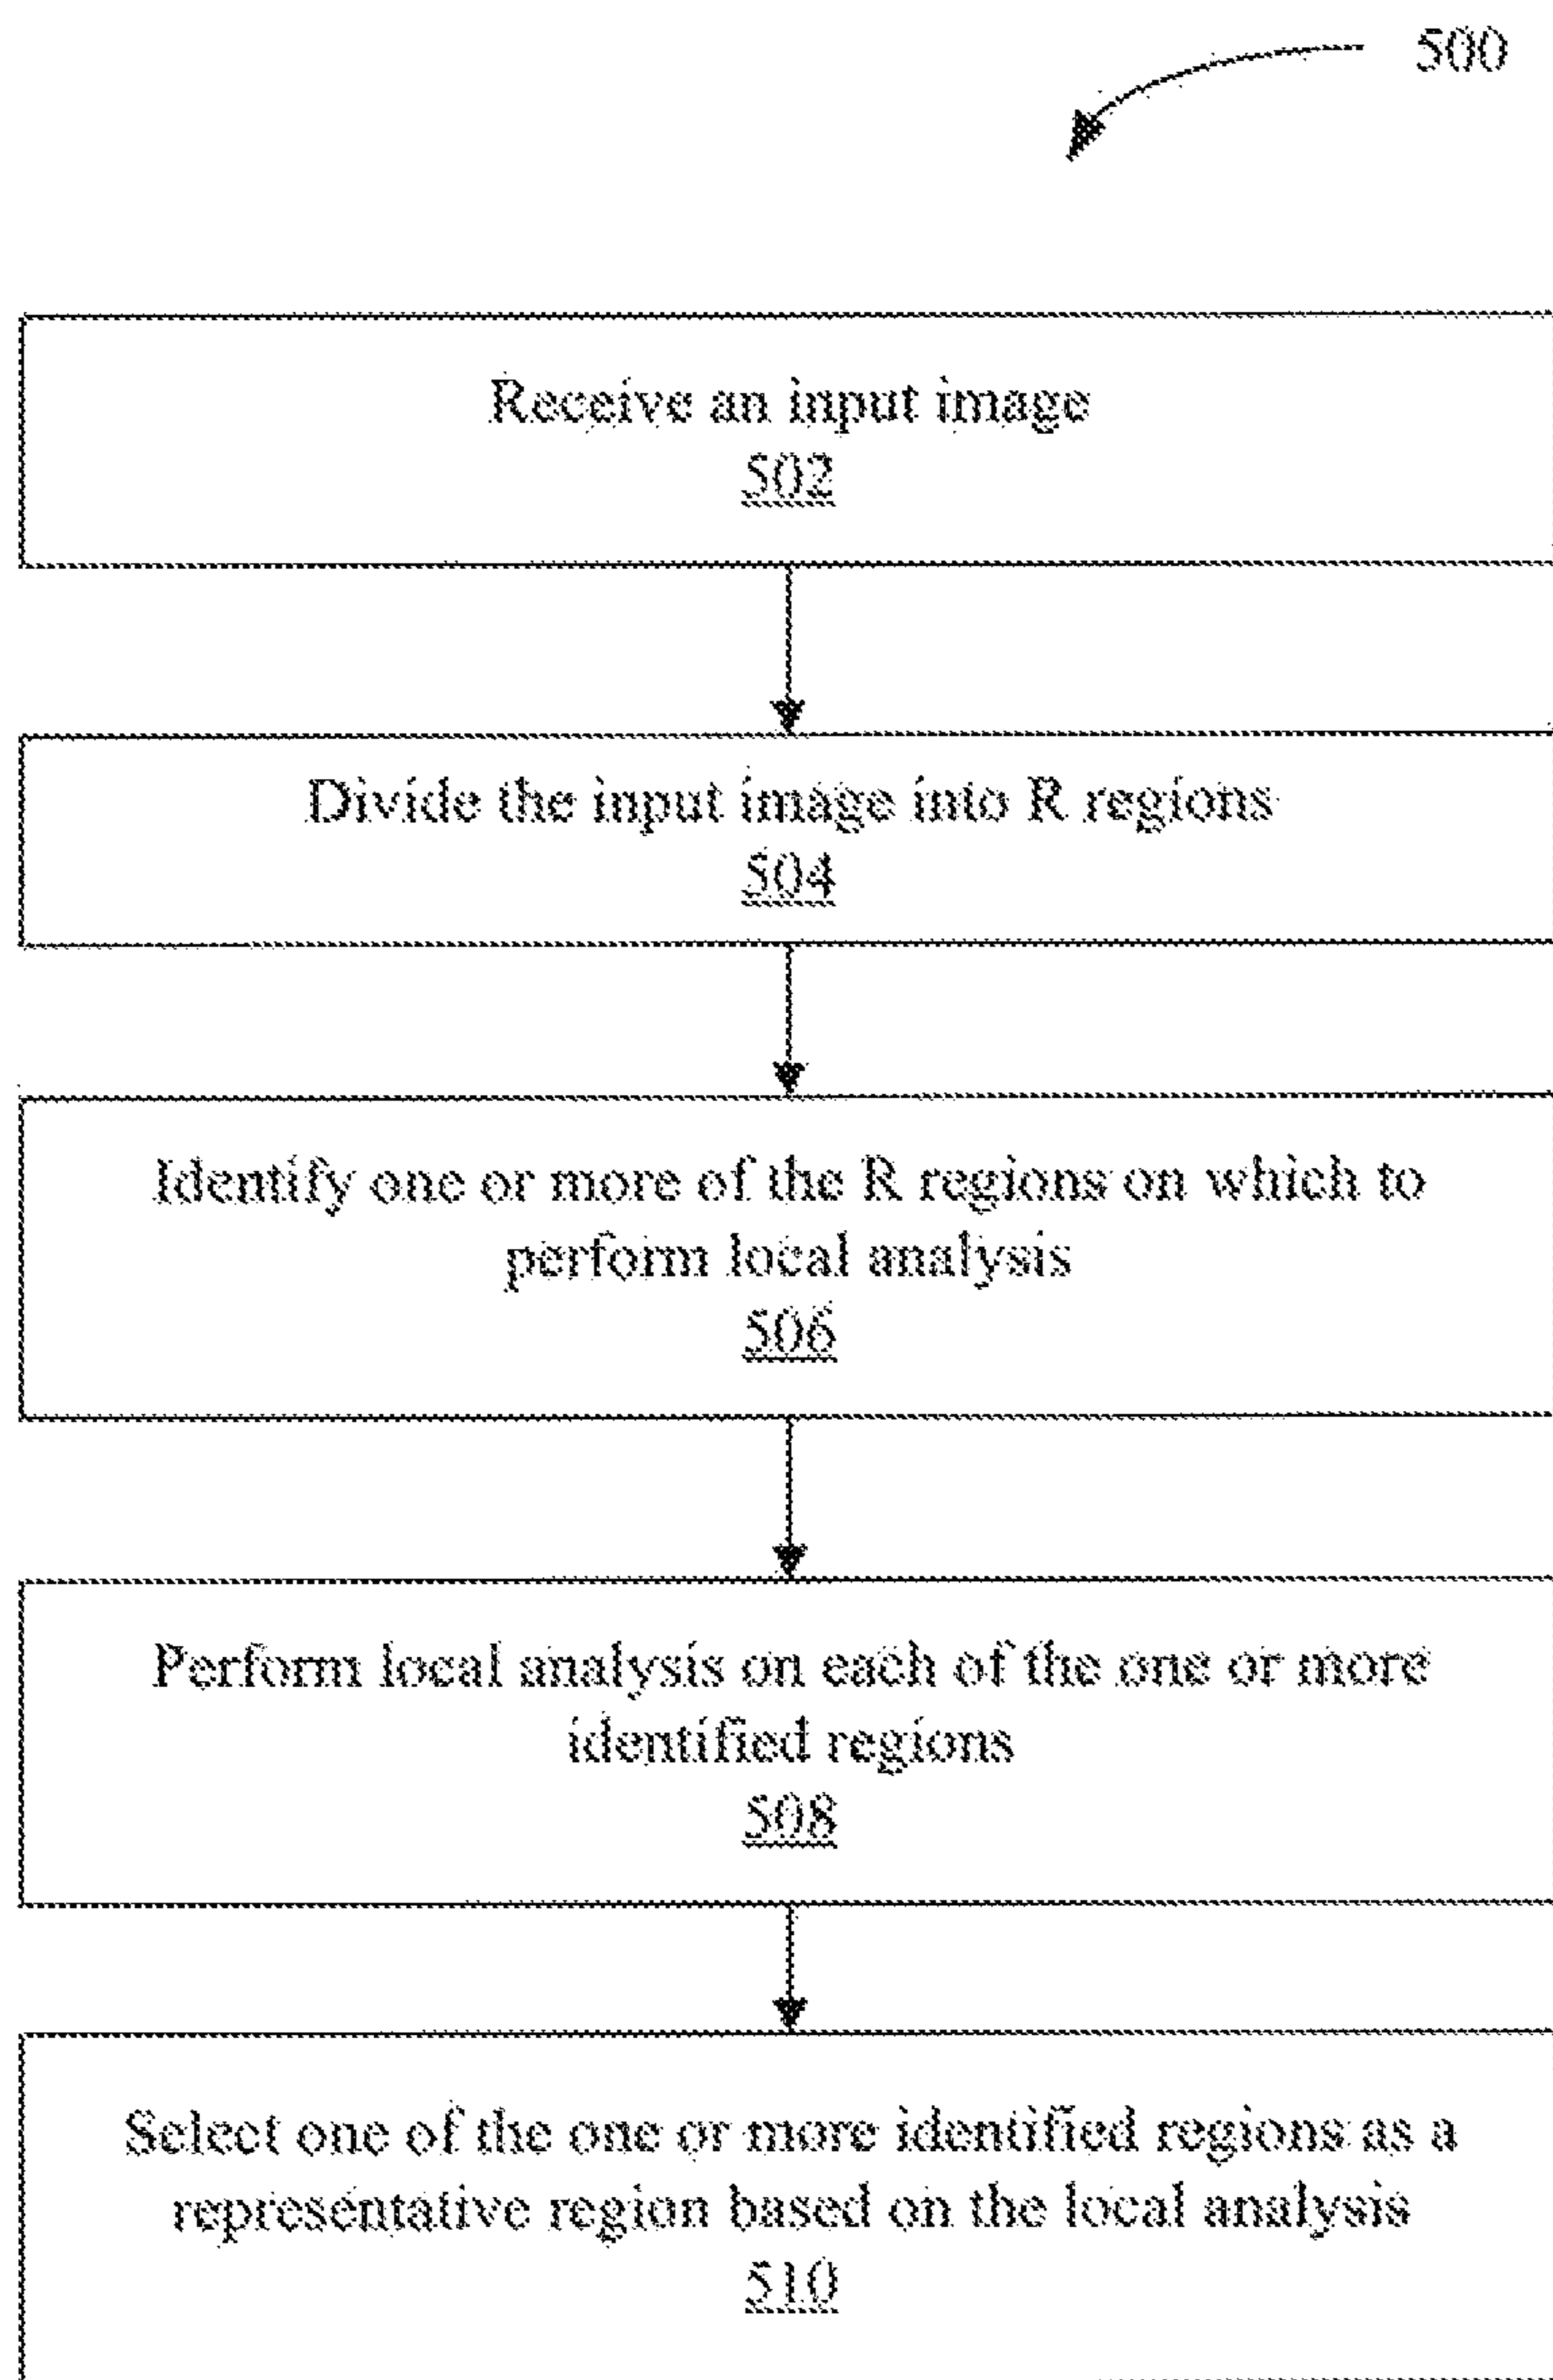 500
Receive an input image
502
Divide the input image into R regions
504
Identify one or more of the R regions on which to
perform local analysis
506
Perform local analysis on each of the one or more
identified regions
508
Select one of the one or more identified regions as a
representative region based on the local analysis
510